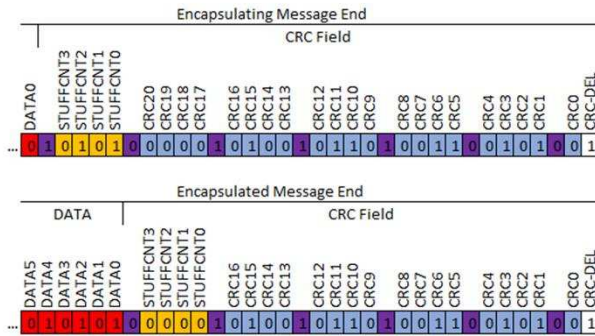 Encapsulating Message End
CRC Field
DATA0 STUFFCNT3 STUFFCNT2 STUFFCNT1 STUFFCNT0 CRC20 CRC19 CRC18 CRC17 CRC16 CRC15 CRC14 CRC13 CRC12 CRC11 CRC10 CRC9 CRC8 CRC7 CRC6 CRC5 CRC4 CRC3 CRC2 CRC1 CRC0 CRC-DEL
... 0 1 0 1 0 1 0 0 0 0 0 1 0 1 0 0 1 0 1 1 0 1 0 0 1 1 0 0 1 0 1 0 0 1
Encapsulated Message End
DATA CRC Field
DATA5 DATA4 DATA3 DATA2 DATA1 DATA0 STUFFCNT3 STUFFCNT2 STUFFCNT1 STUFFCNT0 CRC16 CRC15 CRC14 CRC13 CRC12 CRC11 CRC10 CRC9 CRC8 CRC7 CRC6 CRC5 CRC4 CRC3 CRC2 CRC1 CRC0 CRC-DEL
... 0 1 0 1 0 1 0 0 0 0 0 1 0 1 0 0 1 0 1 1 0 1 0 0 1 1 0 0 1 0 1 0 0 1